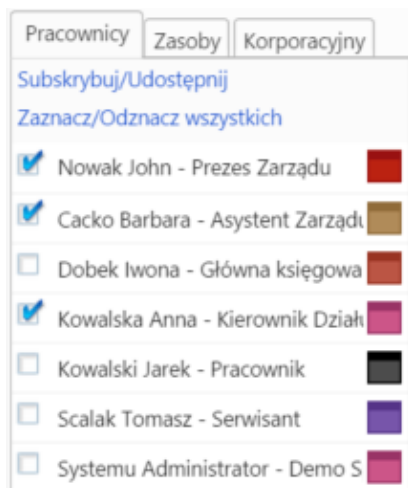 Pracownicy Zasoby Korporacyjny
Subskrybuj/Udostępnij
Zaznacz/Odznacz wszystkich
Nowak John - Prezes Zarządu
Cacko Barbara - Asystent Zarządu
Dobek Iwona - Główna księgowa
Kowalska Anna - Kierownik Dział
Kowalski Jarek - Pracownik
Scalak Tomasz - Serwisant
Systemu Administrator - Demo S